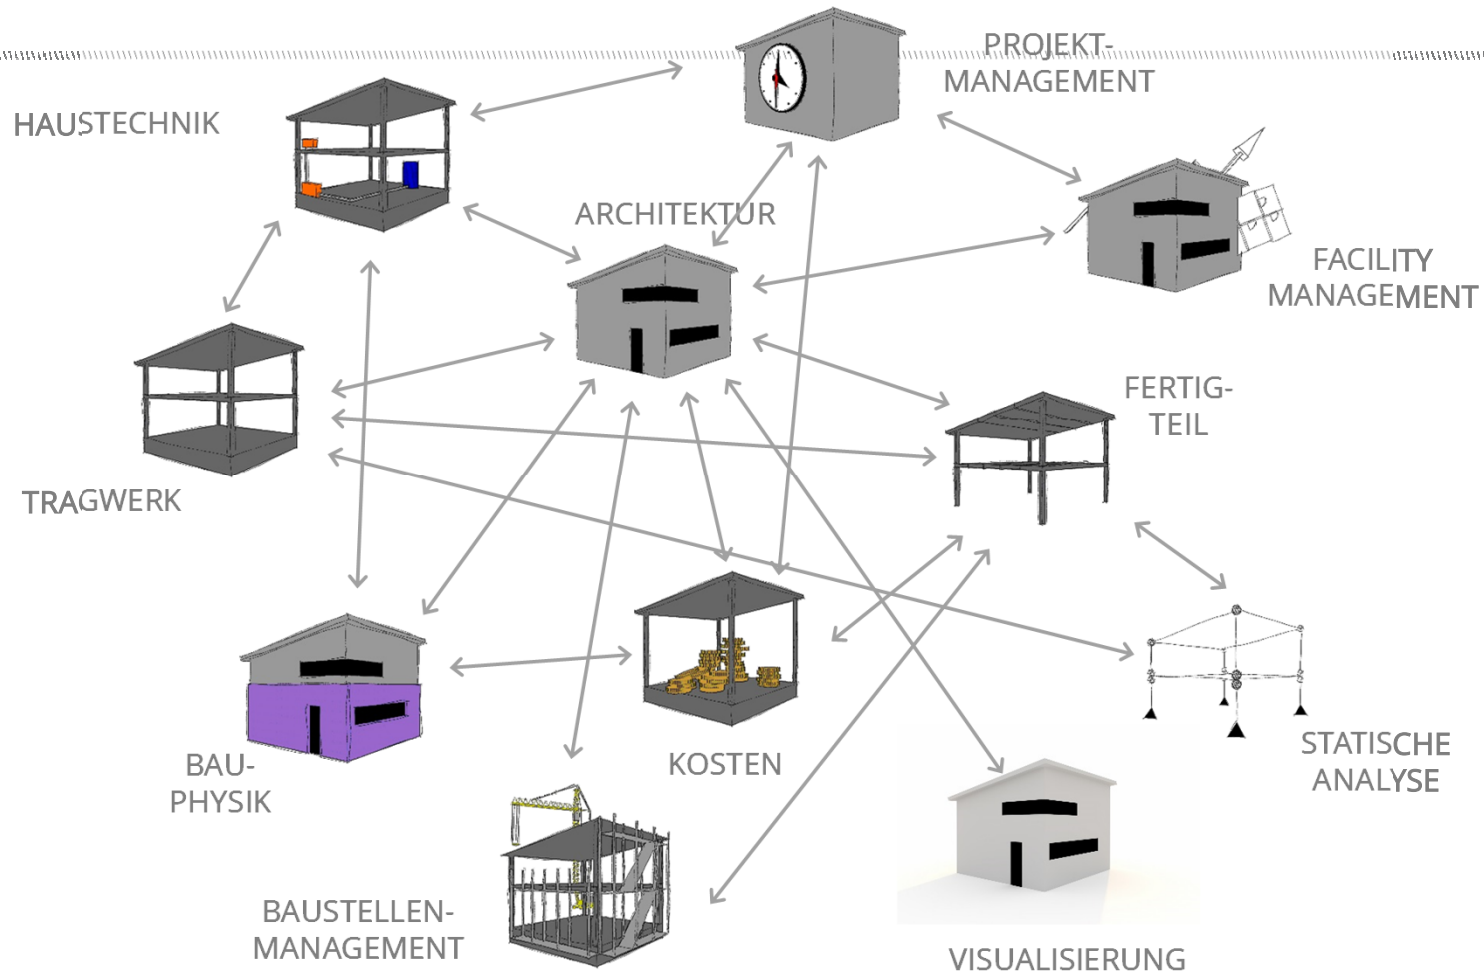 PROJEKT-
MANAGEMENT
HAUSTECHNIK
ARCHITEKTUR
FACILITY
MANAGEMENT
FERTIG-
TEIL
TRAGWERK
STATISCHE
ANALYSE
KOSTEN
BAU-
PHYSIK
BAUSTELLEN-
MANAGEMENT
VISUALISIERUNG